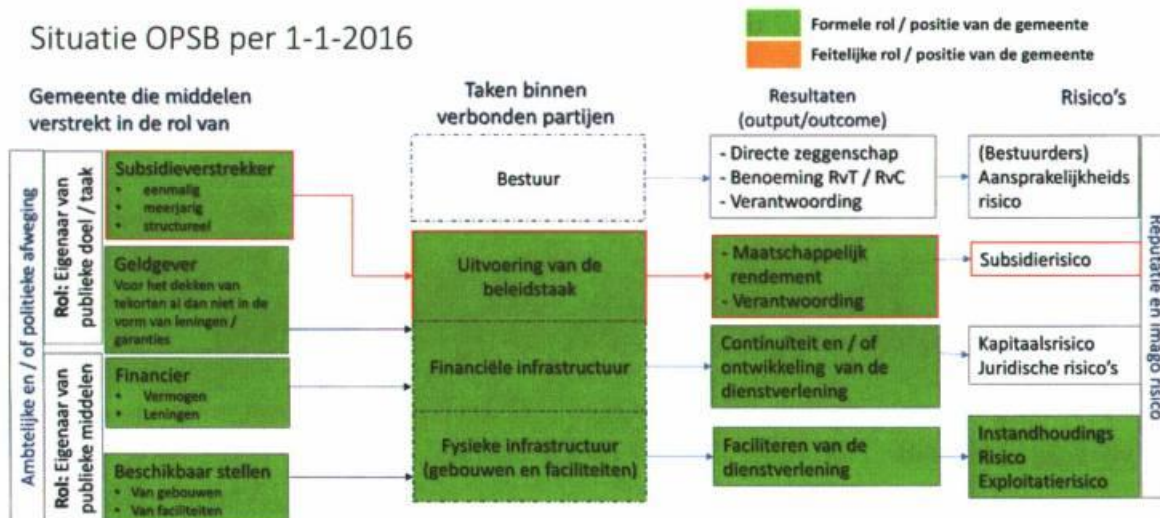 Situatie OPSB per 1-1-2016
Formele rol / positie van de gemeente
Feitelijke rol / positie van de gemeente
Gemeente die middelen
verstrekt in de rol van
Taken binnen
verbonden partijen
Resultaten
(output/outcome)
Risico's
Ambtelijke en / of politieke afweging
Rol: Eigenaar van
publieke doel / taak
Subsidieverstrekker
• eenmalig
• meerjarig
• structureel
Geldgever
Voor het dekken van
tekorten al dan niet in de
vorm van leningen /
garanties
Rol: Eigenaar van
publieke middelen
Financier
• Vermogen
• Leningen
Beschikbaar stellen
• Van gebouwen
• Van faciliteiten
Bestuur
Uitvoering van de
beleidstaak
Financiële infrastructuur
Fysieke infrastructuur
(gebouwen en faciliteiten)
- Directe zeggenschap
- Benoeming RvT / RvC
- Verantwoording
- Maatschappelijk
rendement
- Verantwoording
Continuïteit en / of
ontwikkeling van de
dienstverlening
Faciliteren van de
dienstverlening
(Bestuurders)
Aansprakelijkheids
risico
Subsidierisico
Kapitaalsrisico
Juridische risico's
Instandhoudings
Risico
Exploitatierisico
Reputatie en imago risico